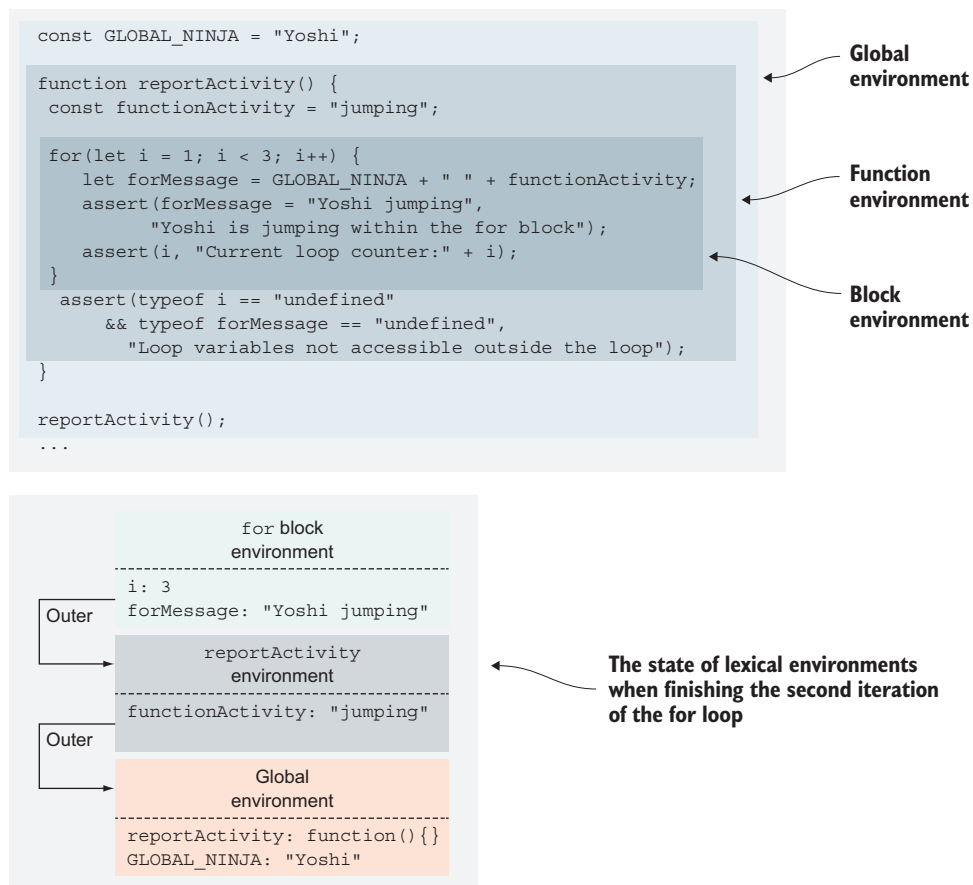 const GLOBAL_NINJA = "Yoshi";
function reportActivity() {
const functionActivity = "jumping";
for(let i = 1; i < 3; i++) {
let forMessage = GLOBAL_NINJA + " " + functionActivity;
assert(forMessage = "Yoshi jumping",
"Yoshi is jumping within the for block");
assert(i, "Current loop counter:" + i);
}
assert(typeof i == "undefined"
&& typeof forMessage == "undefined",
"Loop variables not accessible outside the loop");
}
reportActivity();
...
Global
environment
Function
environment
Block
environment
for block
environment
i: 3
forMessage: "Yoshi jumping"
Outer
reportActivity
environment
functionActivity: "jumping"
Outer
Global
environment
reportActivity: function(){}
GLOBAL_NINJA: "Yoshi"
The state of lexical environments
when finishing the second iteration
of the for loop